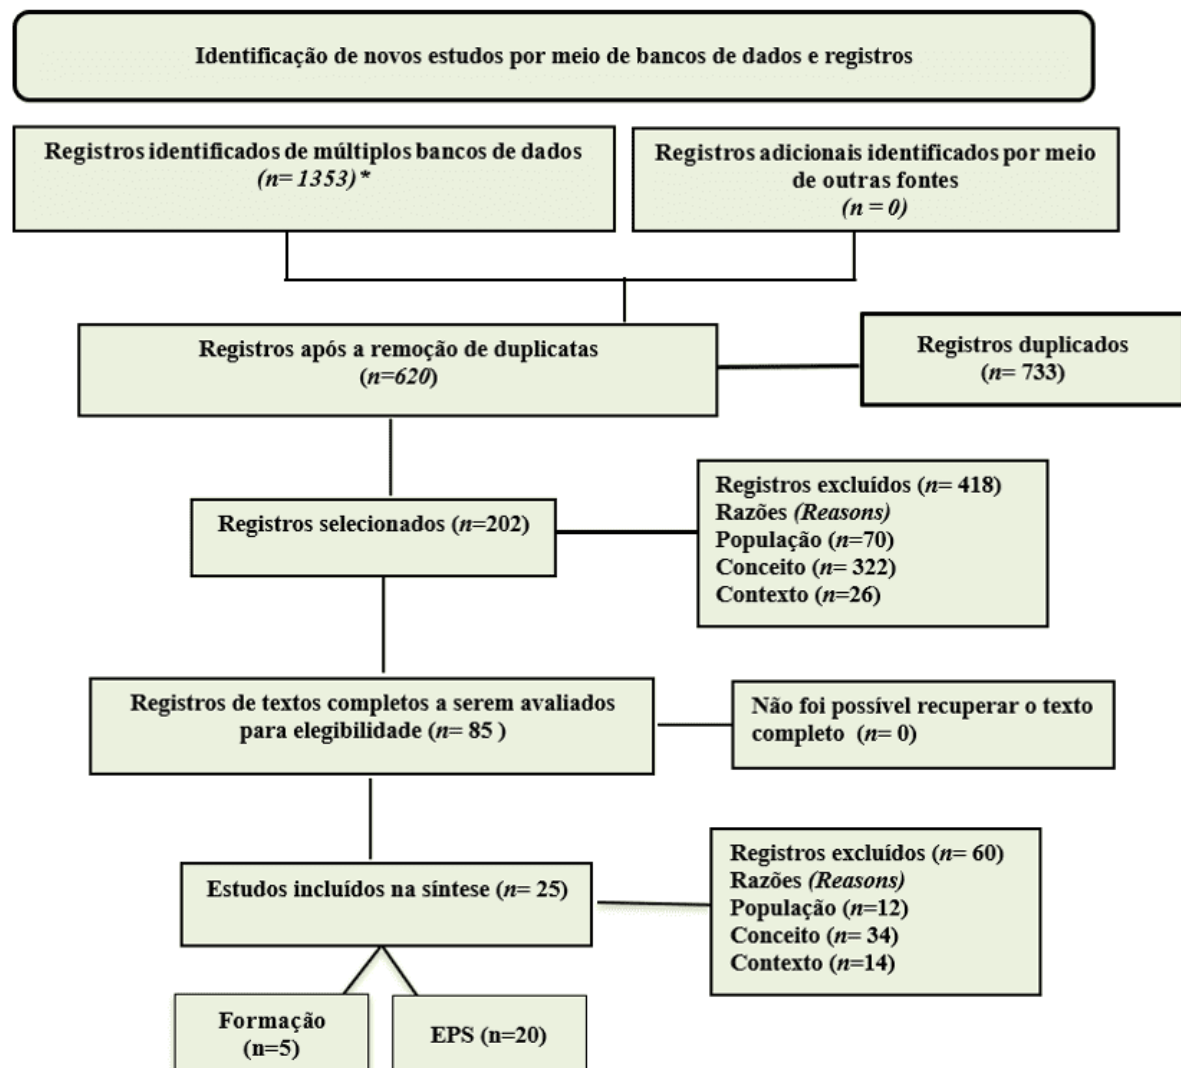 Identificação de novos estudos por meio de bancos de dados e registros
Registros identificados de múltiplos bancos de dados
(n= 1353)*
Registros adicionais identificados por meio
de outras fontes
(n = 0)
Registros após a remoção de duplicatas
(n=620)
Registros duplicados
(n= 733)
Registros selecionados (n=202)
Registros excluídos (n= 418)
Razões (Reasons)
População (n=70)
Conceito (n= 322)
Contexto (n=26)
Registros de textos completos a serem avaliados
para elegibilidade (n= 85 )
Não foi possível recuperar o texto
completo  (n= 0)
Estudos incluídos na síntese (n= 25)
Registros excluídos (n= 60)
Razões (Reasons)
População (n=12)
Conceito (n= 34)
Contexto (n=14)
Formação
(n=5)
EPS (n=20)